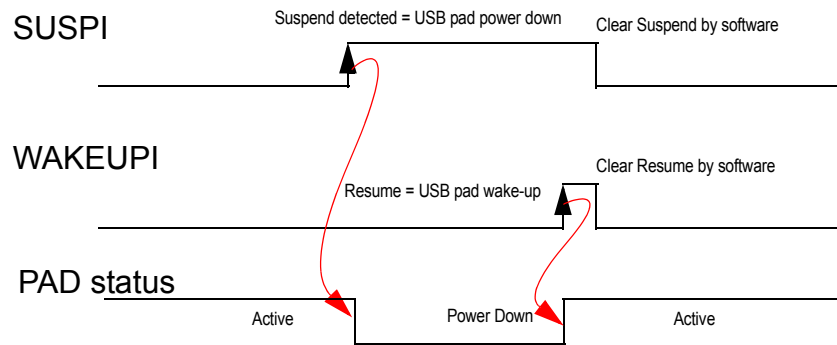 SUSPI
Suspend detected = USB pad power down
Clear Suspend by software
WAKEUPI
Clear Resume by software
Resume = USB pad wake-up
PAD status
Active
Power Down
Active